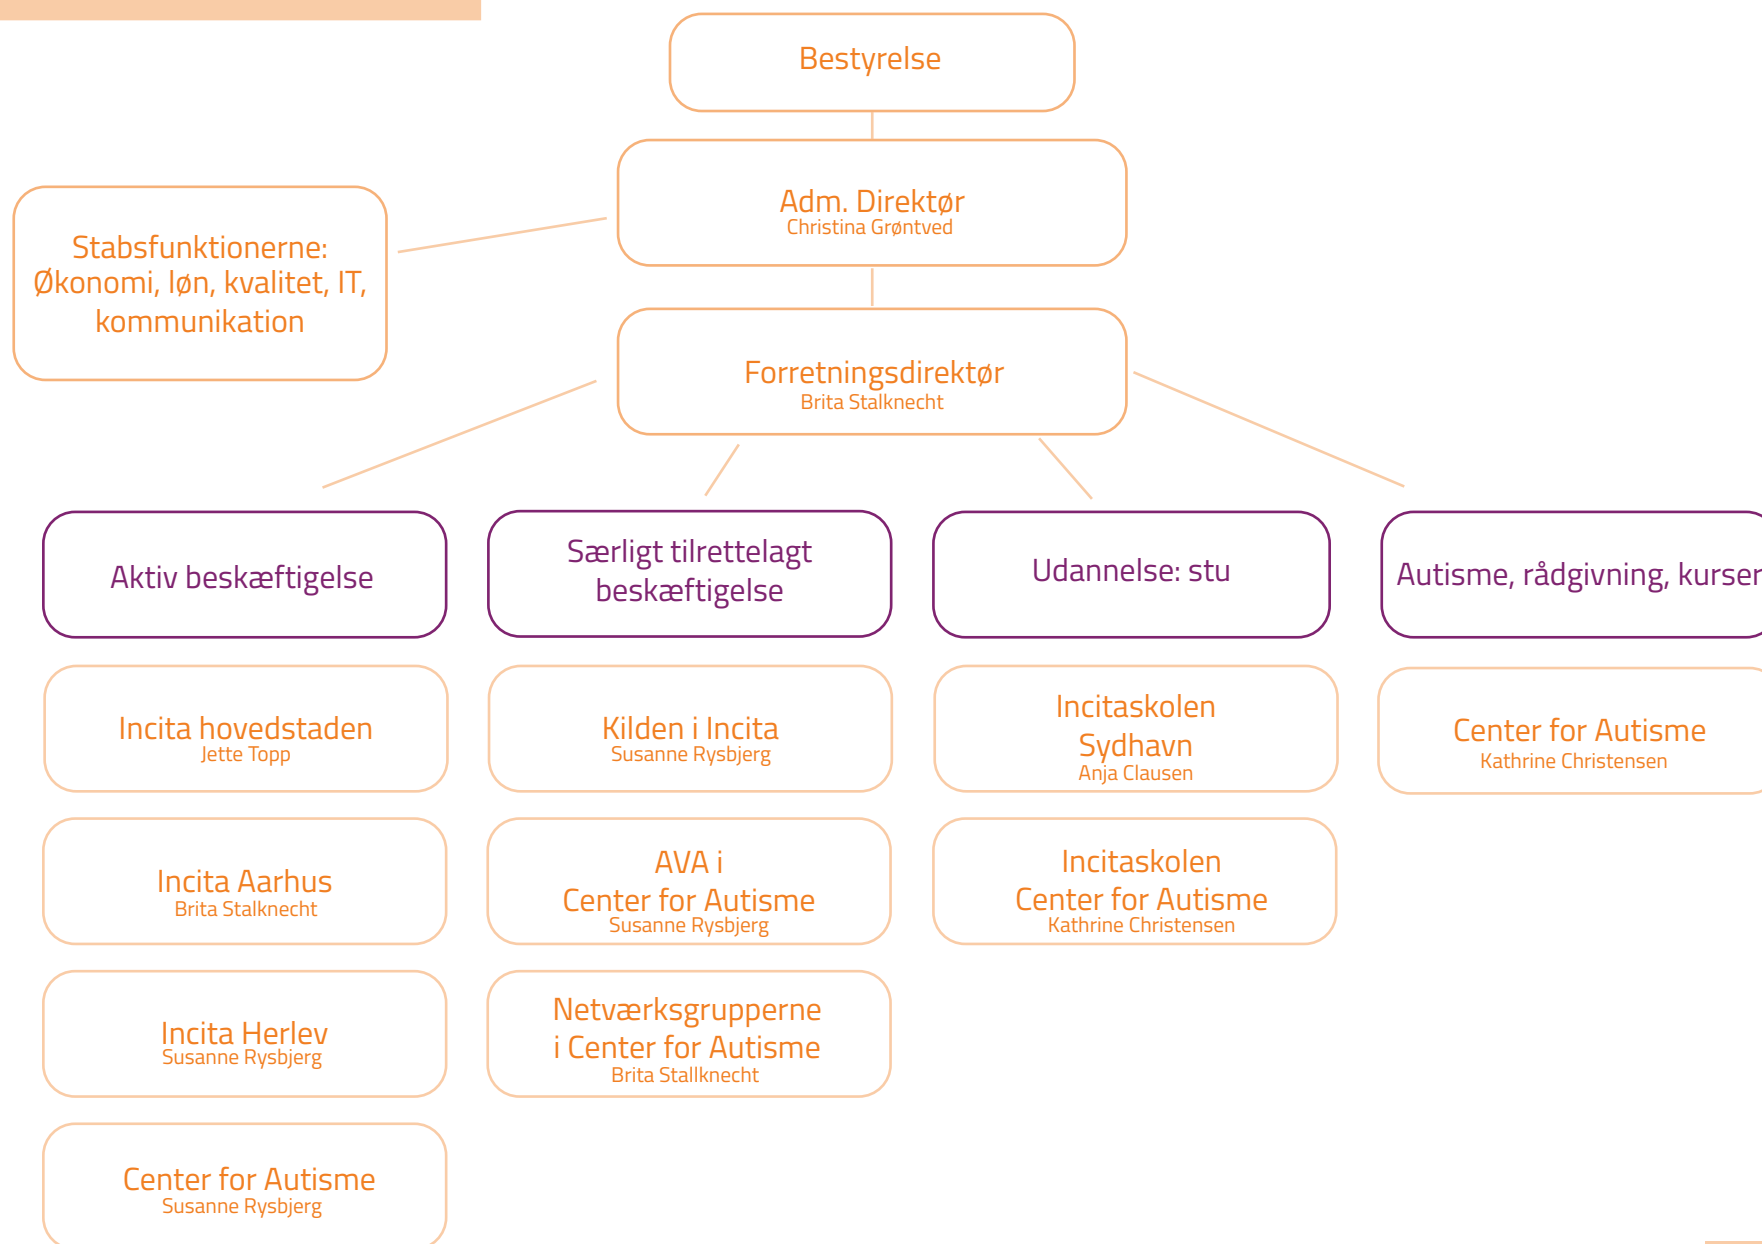 Bestyrelse
Adm. Direktør
Christina Grøntved
Stabsfunktionerne:
Økonomi, løn, kvalitet, IT,
kommunikation
Forretningsdirektør
Brita Stalknecht
Aktiv beskæftigelse
Særligt tilrettelagt
beskæftigelse
Udannelse: stu
Autisme, rådgivning, kurser
Incita hovedstaden
Jette Topp
Kilden i Incita
Susanne Rysbjerg
Incitaskolen
Sydhavn
Anja Clausen
Center for Autisme
Kathrine Christensen
Incita Aarhus
Brita Stalknecht
AVA i
Center for Autisme
Susanne Rysbjerg
Incitaskolen
Center for Autisme
Kathrine Christensen
Incita Herlev
Susanne Rysbjerg
Netværksgrupperne
i Center for Autisme
Brita Stallknecht
Center for Autisme
Susanne Rysbjerg